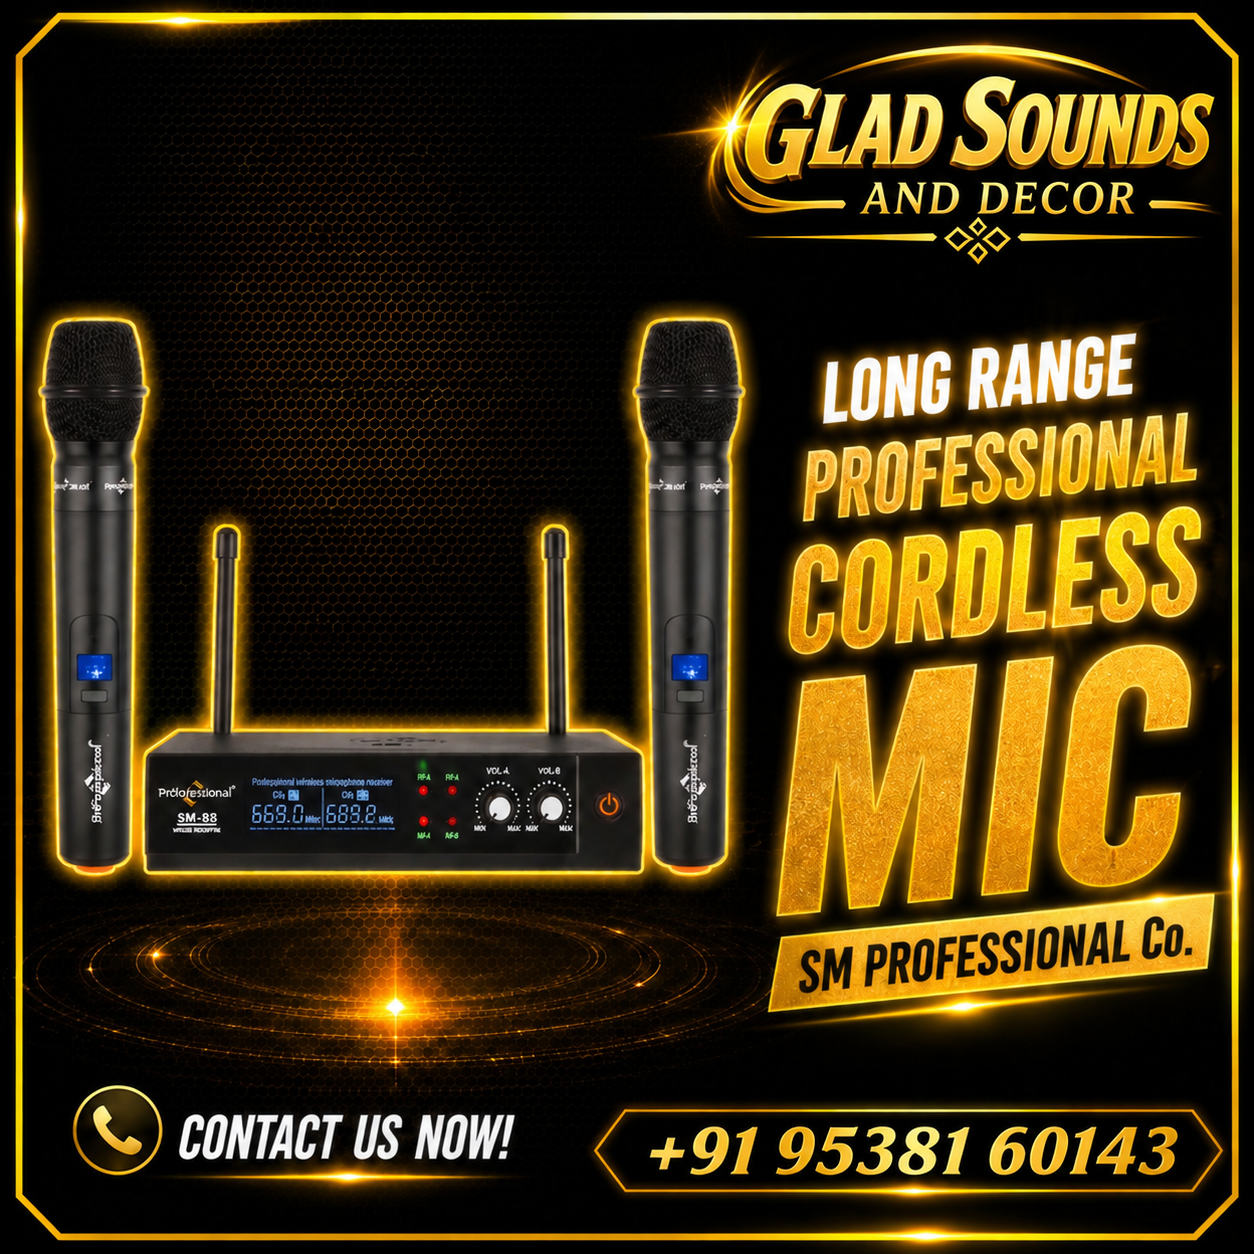 GLAD SOUNDS
AND DECOR
LONG RANGE
PROFESSIONAL
CORDLESS
MIC
SM PROFESSIONAL Co.
SM-88
669.0
689.2
VOL A
VOL B
CONTACT US NOW!
+91 95381 60143